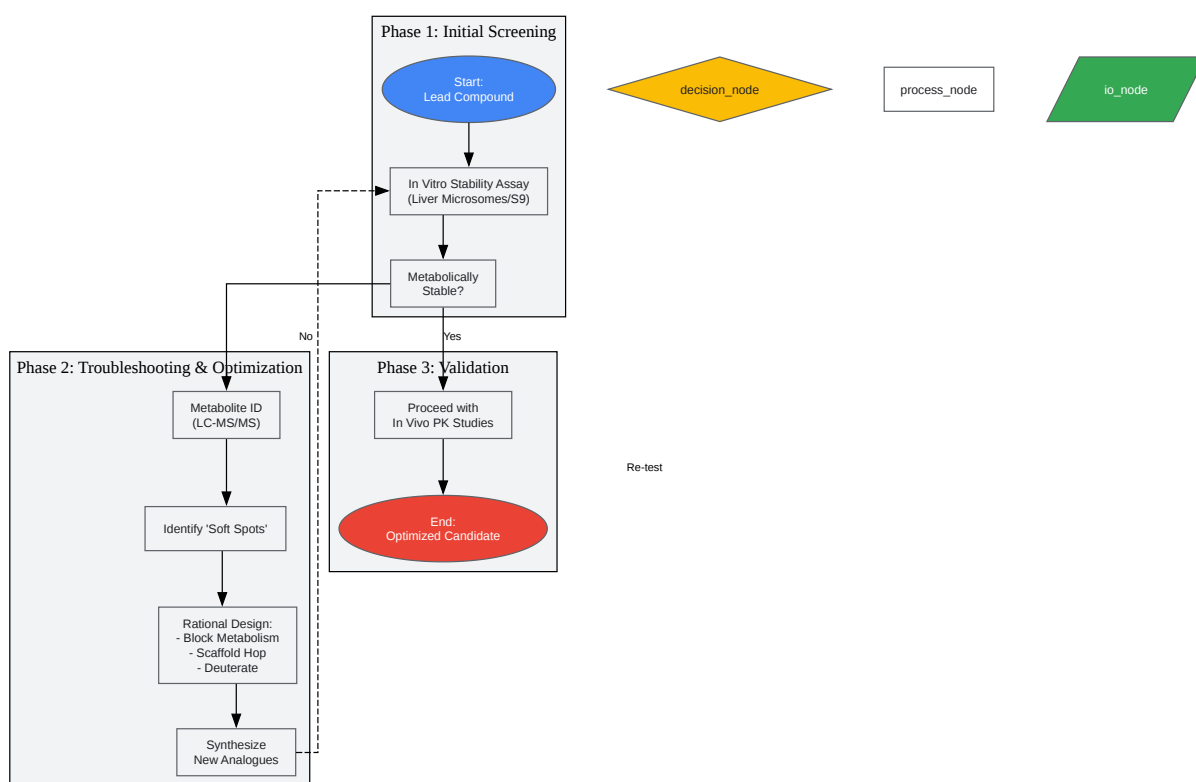 Phase 1: Initial Screening
Start:
Lead Compound
decision_node
process_node
io_node
In Vitro Stability Assay
(Liver Microsomes/S9)
Metabolically
Stable?
No
Yes
Phase 2: Troubleshooting & Optimization
Metabolite ID
(LC-MS/MS)
Identify 'Soft Spots'
Rational Design:
- Block Metabolism
- Scaffold Hop
- Deuterate
Synthesize
New Analogues
Phase 3: Validation
Proceed with
In Vivo PK Studies
End:
Optimized Candidate
Re-test